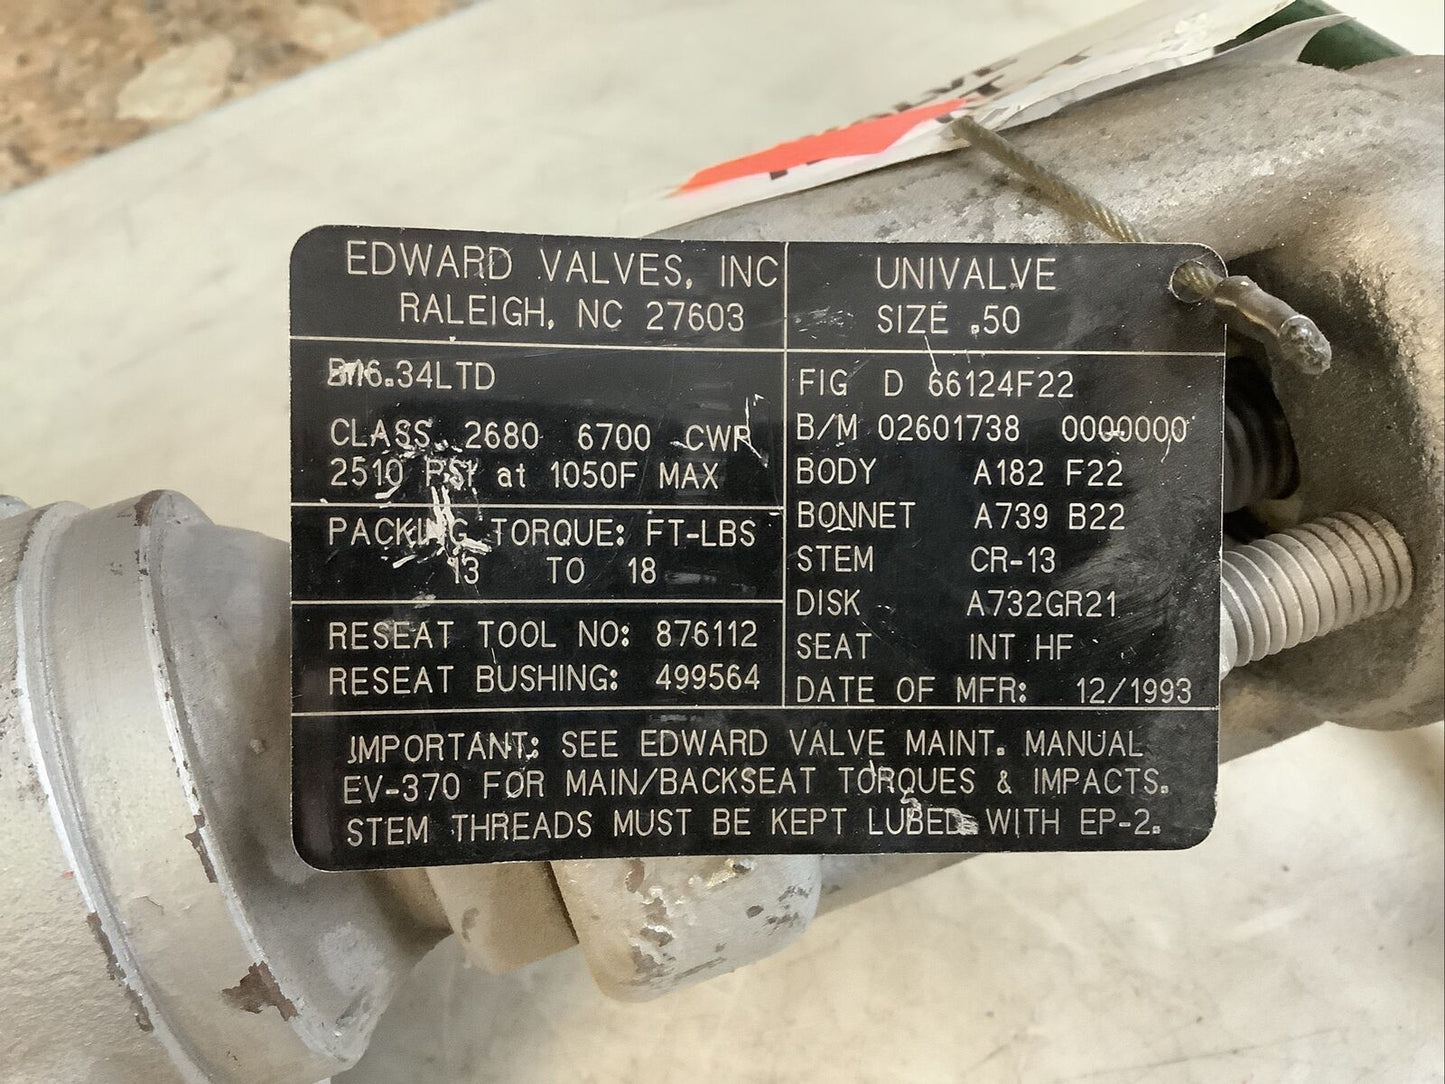 EDWARD VALVES, INC
RALEIGH, NC 27603
UNIVALVE
SIZE .50
B16.34LTD
CLASS 2680 6700 CWP
2510 PSI at 1050F MAX
PACKING TORQUE: FT-LBS
13 TO 18
RESEAT TOOL NO: 876112
RESEAT BUSHING: 499564
FIG D 66124F22
B/M 02601738 0000000
BODY A182 F22
BONNET A739 B22
STEM CR-13
DISK A732GR21
SEAT INT HF
DATE OF MFR: 12/1993
IMPORTANT: SEE EDWARD VALVE MAINT. MANUAL
EV-370 FOR MAIN/BACKSEAT TORQUES & IMPACTS.
STEM THREADS MUST BE KEPT LUBED WITH EP-2.